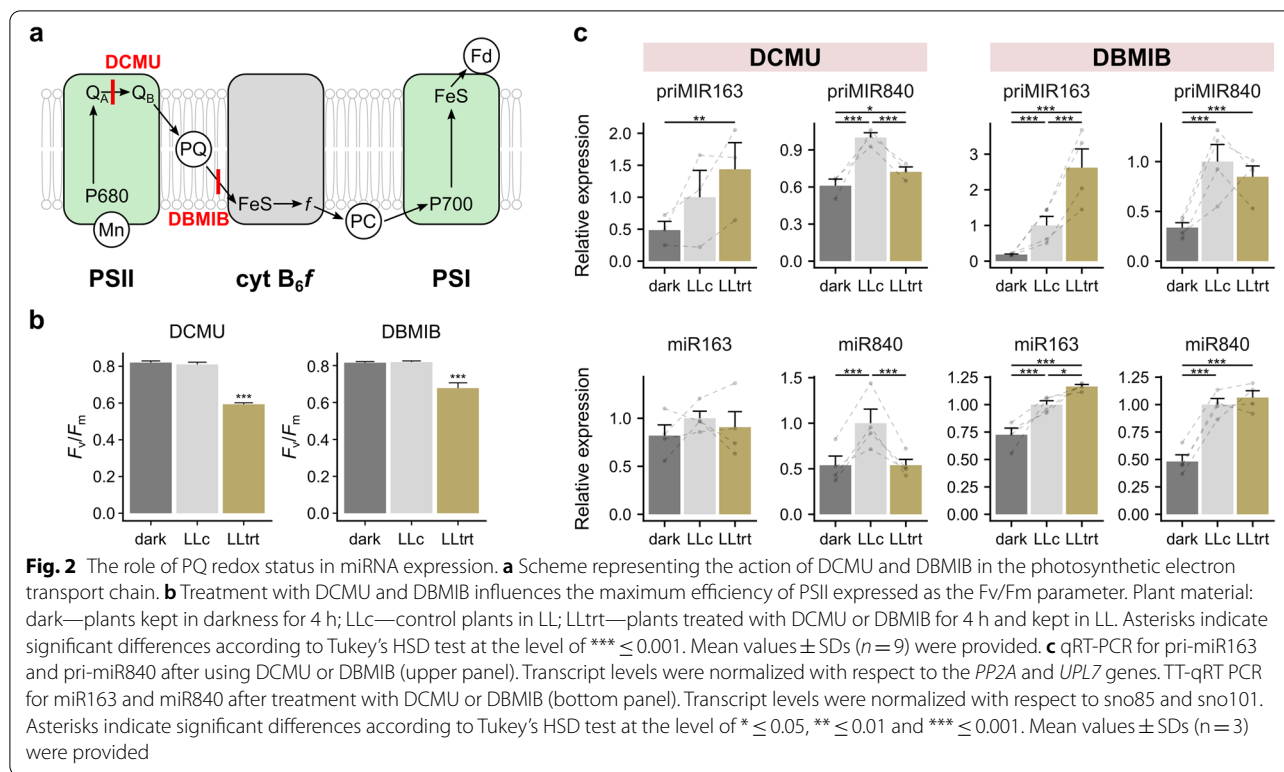 a
DCMU
Q_A Q_B
PQ
P680
Mn
DBMIB
FeS f
PC
Fd
FeS
P700
PSII cyt B₆f PSI
b
DCMU
F_v/F_m
0.8
0.6
0.4
0.2
0.0
***
dark LLc LLtrt
DBMIB
F_v/F_m
0.8
0.6
0.4
0.2
0.0
***
dark LLc LLtrt
c
DCMU
DBMIB
priMIR163
Relative expression
2.0
1.5
1.0
0.5
0.0
**
dark LLc LLtrt
priMIR840
0.9
0.6
0.3
0.0
*
*** ***
dark LLc LLtrt
priMIR163
3
2
1
0
***
*** ***
dark LLc LLtrt
priMIR840
1.0
0.5
0.0
***
***
dark LLc LLtrt
miR163
Relative expression
1.5
1.0
0.5
0.0
dark LLc LLtrt
miR840
1.5
1.0
0.5
0.0
*** ***
dark LLc LLtrt
miR163
1.25
1.00
0.75
0.50
0.25
0.00
***
*** *
dark LLc LLtrt
miR840
1.25
1.00
0.75
0.50
0.25
0.00
***
***
dark LLc LLtrt
Fig. 2 The role of PQ redox status in miRNA expression. a Scheme representing the action of DCMU and DBMIB in the photosynthetic electron
transport chain. b Treatment with DCMU and DBMIB influences the maximum efficiency of PSII expressed as the Fv/Fm parameter. Plant material:
dark—plants kept in darkness for 4 h; LLc—control plants in LL; LLtrt—plants treated with DCMU or DBMIB for 4 h and kept in LL. Asterisks indicate
significant differences according to Tukey's HSD test at the level of *** ≤ 0.001. Mean values ± SDs (n = 9) were provided. c qRT-PCR for pri-miR163
and pri-miR840 after using DCMU or DBMIB (upper panel). Transcript levels were normalized with respect to the PP2A and UPL7 genes. TT-qRT PCR
for miR163 and miR840 after treatment with DCMU or DBMIB (bottom panel). Transcript levels were normalized with respect to sno85 and sno101.
Asterisks indicate significant differences according to Tukey's HSD test at the level of * ≤ 0.05, ** ≤ 0.01 and *** ≤ 0.001. Mean values ± SDs (n = 3)
were provided